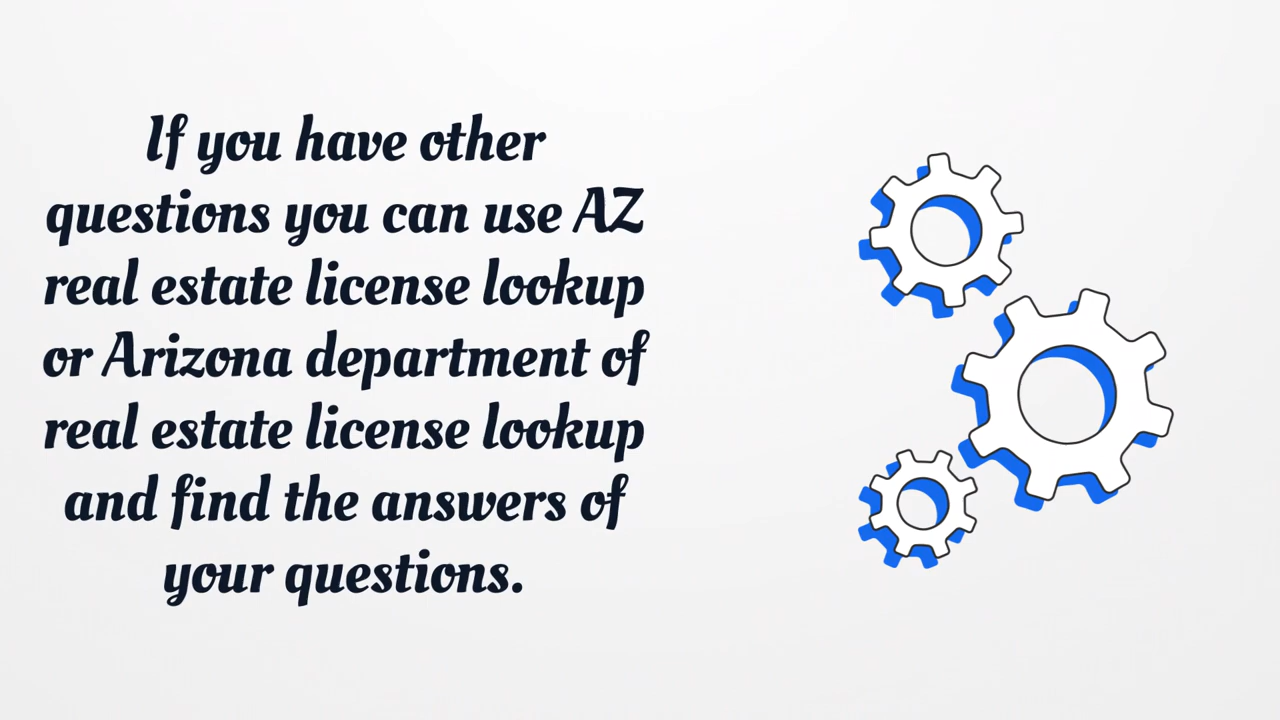 If you have other
questions you can use AZ
real estate license lookup
or Arizona department of
real estate license lookup
and find the answers of
your questions.